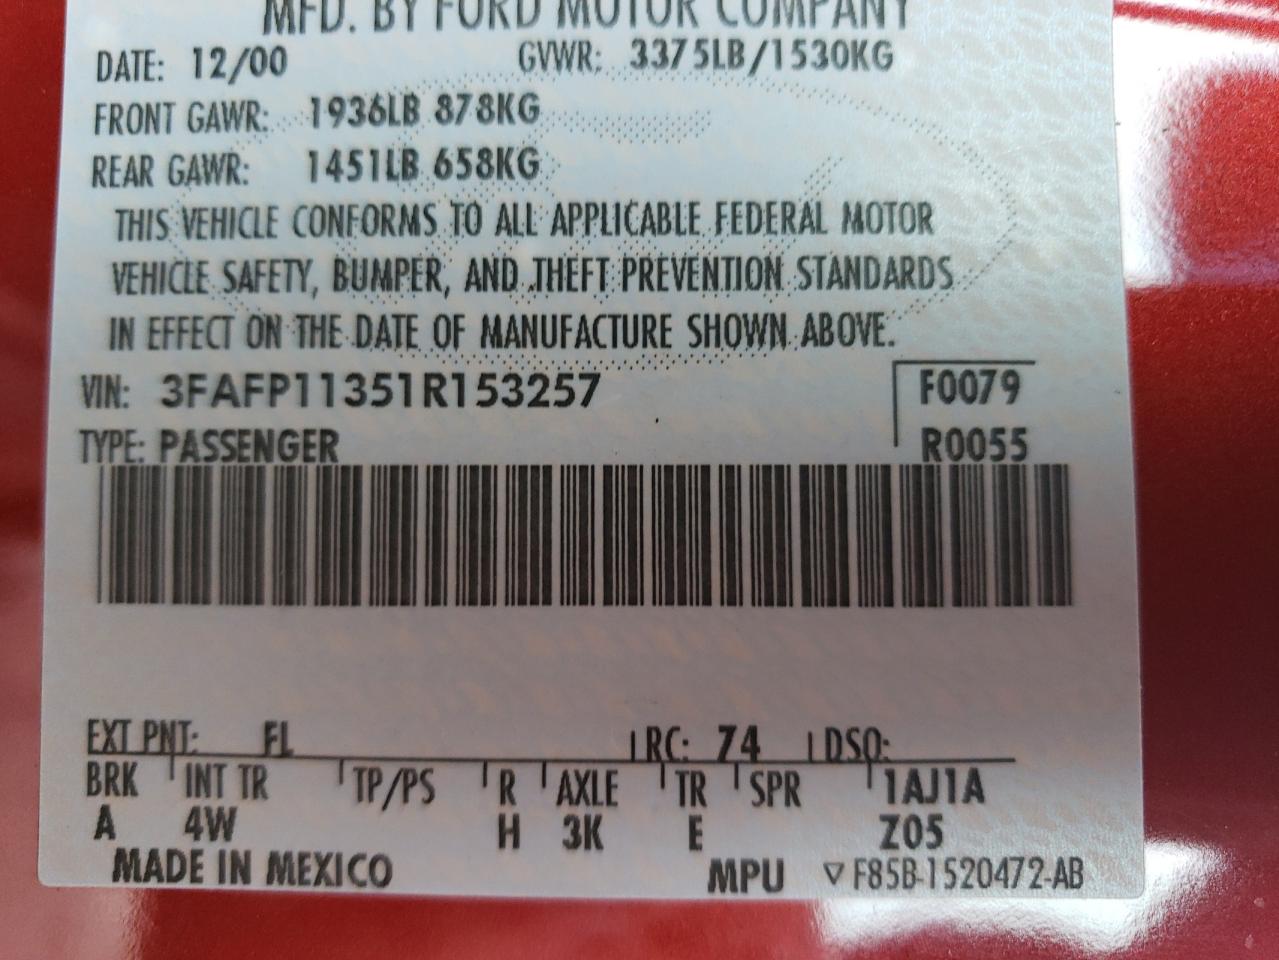 MFD. BY FORD MOTOR COMPANY
DATE: 12/00 GVWR: 3375LB/1530KG
FRONT GAWR: 1936LB 878KG
REAR GAWR: 1451LB 658KG
THIS VEHICLE CONFORMS TO ALL APPLICABLE FEDERAL MOTOR
VEHICLE SAFETY, BUMPER, AND THEFT PREVENTION STANDARDS
IN EFFECT ON THE DATE OF MANUFACTURE SHOWN ABOVE.
VIN: 3FAFP11351R153257 F0079
TYPE: PASSENGER R0055
EXT PNT: FL RC: 74 DSO:
BRK INT TR TP/PS R AXLE TR SPR 1AJ1A
A 4W H 3K E Z05
MADE IN MEXICO MPU ▽ F85B-1520472-AB